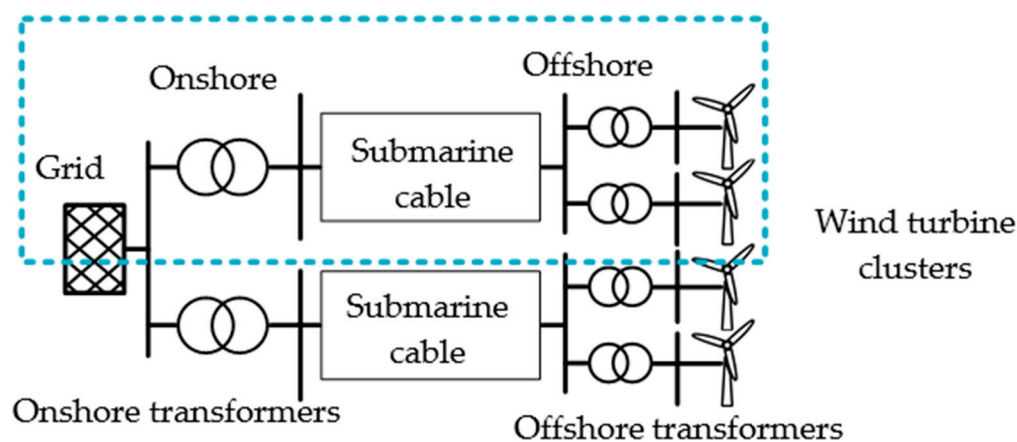 Onshore
Offshore
Grid
Submarine
cable
Wind turbine
clusters
Submarine
cable
Onshore transformers
Offshore transformers